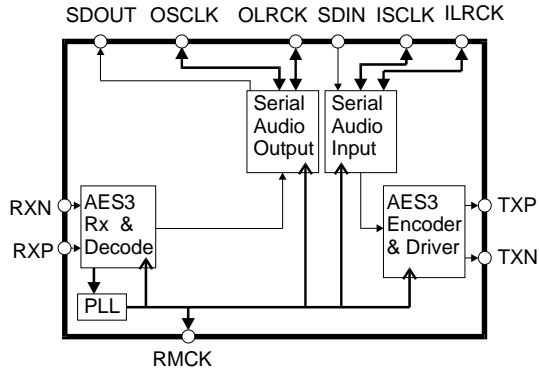 SDOUT OSCLK OLRCK SDIN ISCLK ILRCK
Serial
Audio
Output
Serial
Audio
Input
RXN
RXP
AES3
Rx &
Decode
AES3
Encoder
& Driver
TXP
TXN
PLL
RMCK